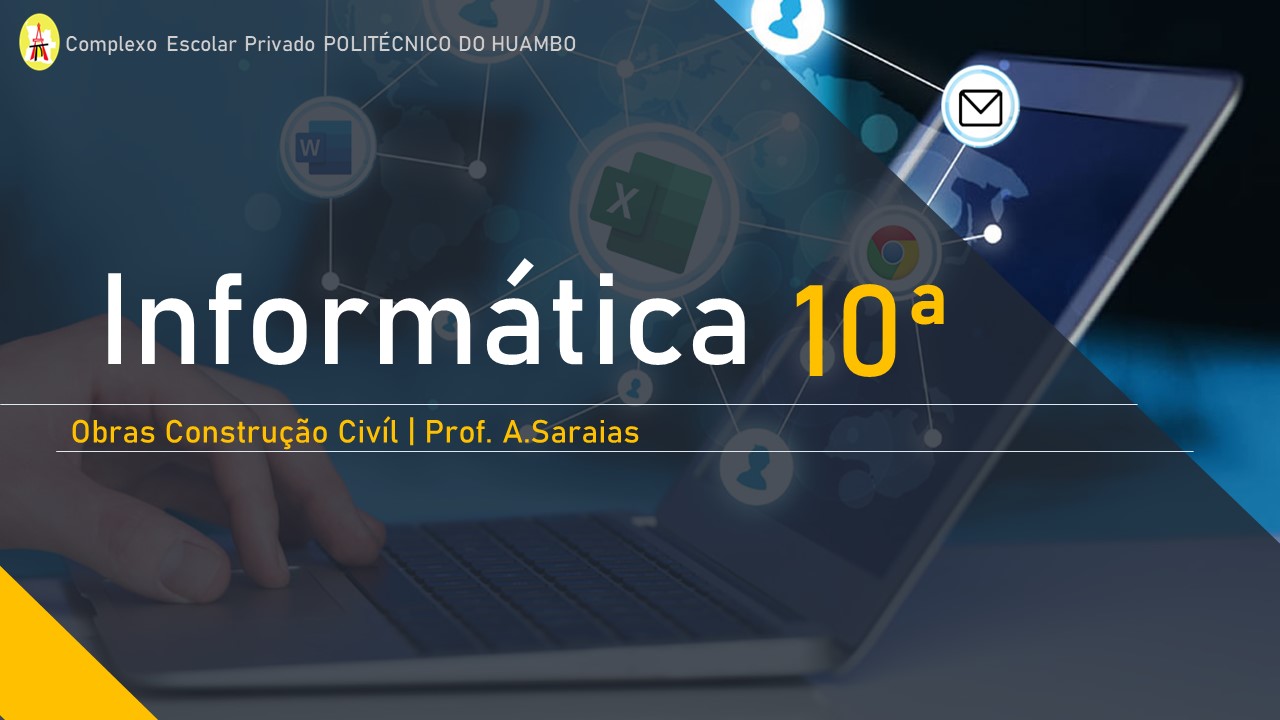 Complexo Escolar Privado POLITÉCNICO DO HUAMBO
W
X
Informática 10ª
Obras Construção Civíl | Prof. A.Saraias